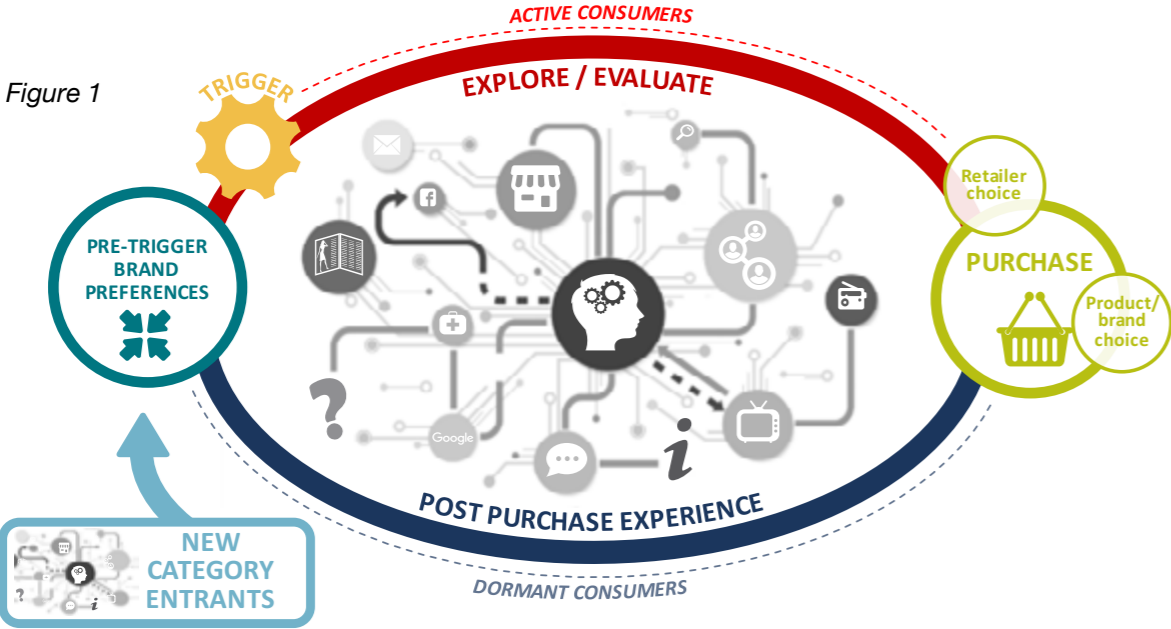 Figure 1
ACTIVE CONSUMERS
EXPLORE / EVALUATE
TRIGGER
PRE-TRIGGER
BRAND
PREFERENCES
Retailer
choice
PURCHASE
Product/
brand
choice
Google
POST PURCHASE EXPERIENCE
DORMANT CONSUMERS
NEW
CATEGORY
ENTRANTS